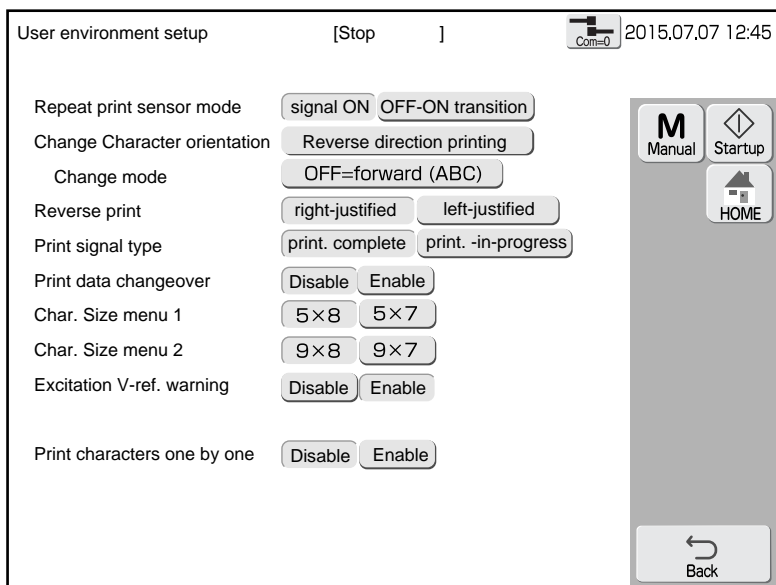 User environment setup [Stop ] Com=0 2015.07.07 12:45
Repeat print sensor mode signal ON OFF-ON transition
M Manual Startup
Change Character orientation Reverse direction printing
Change mode OFF=forward (ABC)
HOME
Reverse print right-justified left-justified
Print signal type print. complete print. -in-progress
Print data changeover Disable Enable
Char. Size menu 1 5×8 5×7
Char. Size menu 2 9×8 9×7
Excitation V-ref. warning Disable Enable
Print characters one by one Disable Enable
Back